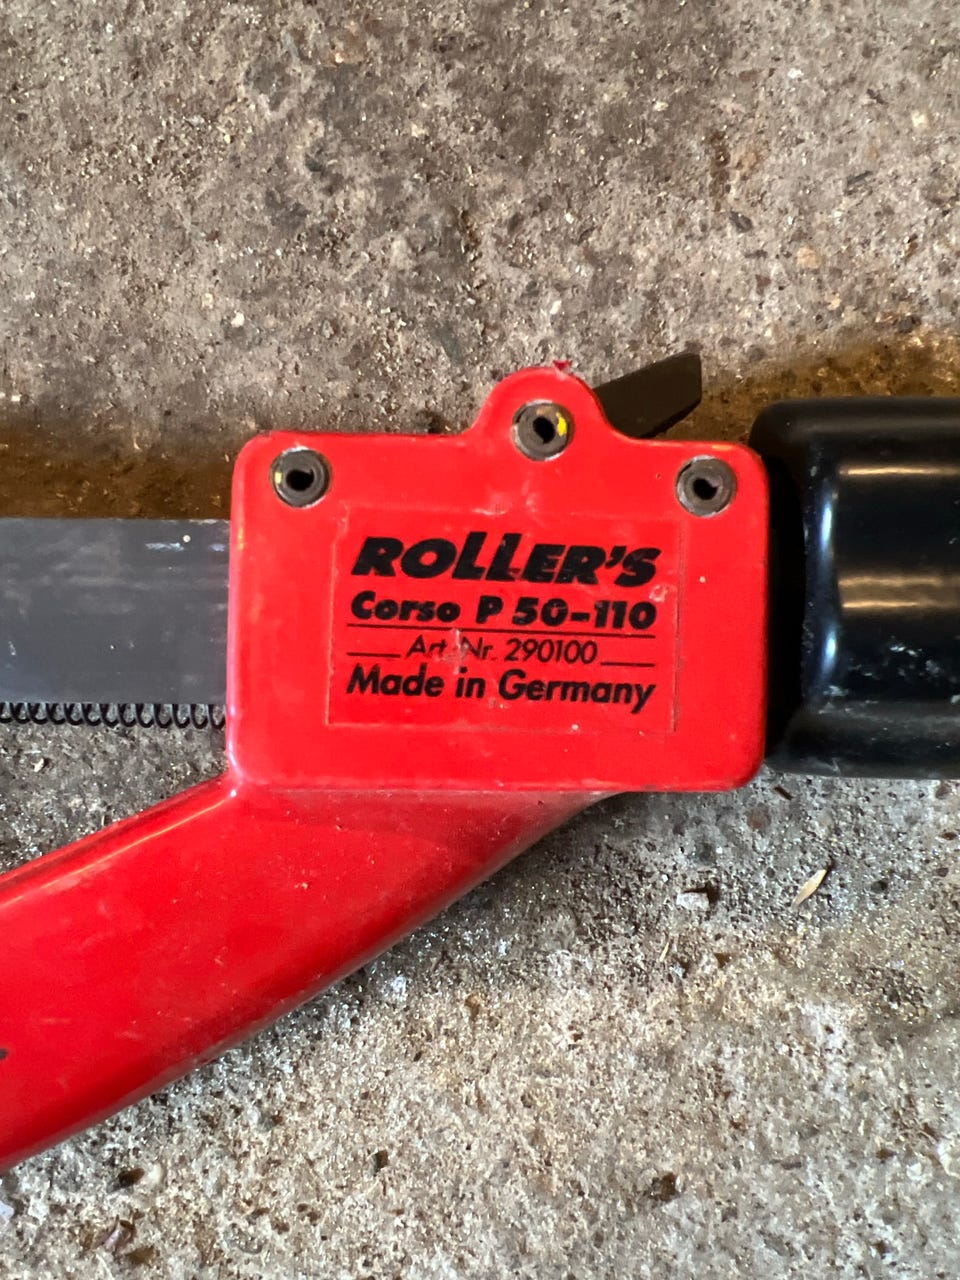 ROLLER'S
Corso P 50-110
Art.-Nr. 290100
Made in Germany